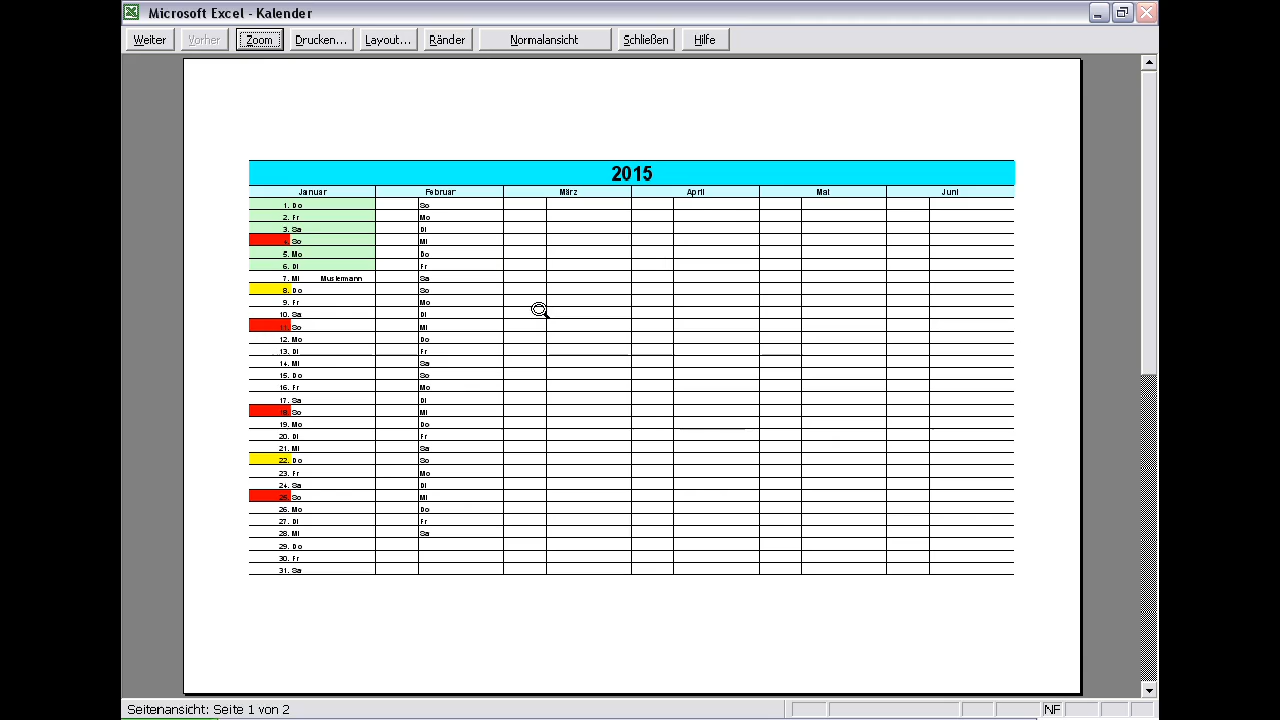 Microsoft Excel - Kalender
Weiter Vorher Zoom Drucken... Layout... Ränder Normalansicht Schließen Hilfe
2015
Januar Februar März April Mai Juni
1. Do So
2. Fr Mo
3. Sa Di
4. So Mi
5. Mo Do
6. Di Fr
7. Mi Mustermann Sa
8. Do So
9. Fr Mo
10. Sa Di
11. So Mi
12. Mo Do
13. Di Fr
14. Mi Sa
15. Do So
16. Fr Mo
17. Sa Di
18. So Mi
19. Mo Do
20. Di Fr
21. Mi Sa
22. Do So
23. Fr Mo
24. Sa Di
25. So Mi
26. Mo Do
27. Di Fr
28. Mi Sa
29. Do
30. Fr
31. Sa
Seitenansicht: Seite 1 von 2 NF